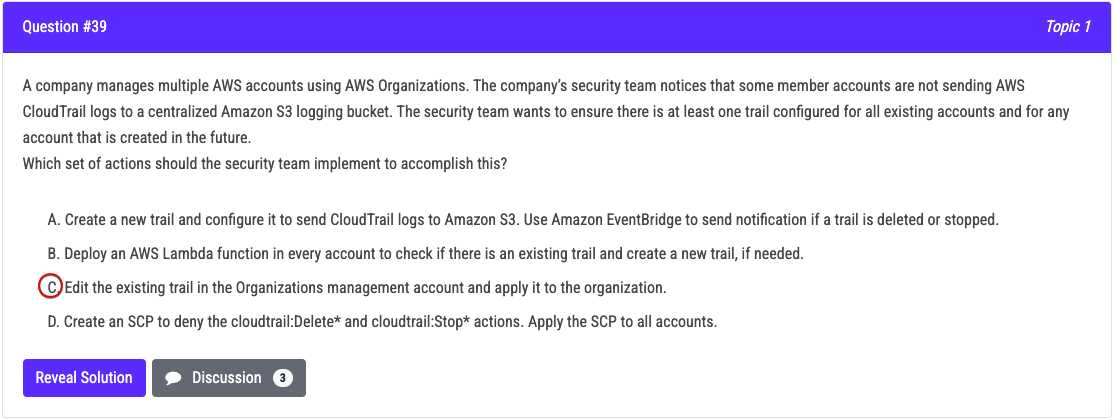 Question #39
Topic 1
A company manages multiple AWS accounts using AWS Organizations. The company's security team notices that some member accounts are not sending AWS
CloudTrail logs to a centralized Amazon S3 logging bucket. The security team wants to ensure there is at least one trail configured for all existing accounts and for any
account that is created in the future.
Which set of actions should the security team implement to accomplish this?
A. Create a new trail and configure it to send CloudTrail logs to Amazon S3. Use Amazon EventBridge to send notification if a trail is deleted or stopped.
B. Deploy an AWS Lambda function in every account to check if there is an existing trail and create a new trail, if needed.
C. Edit the existing trail in the Organizations management account and apply it to the organization.
D. Create an SCP to deny the cloudtrail:Delete* and cloudtrail:Stop* actions. Apply the SCP to all accounts.
Reveal Solution
Discussion 3